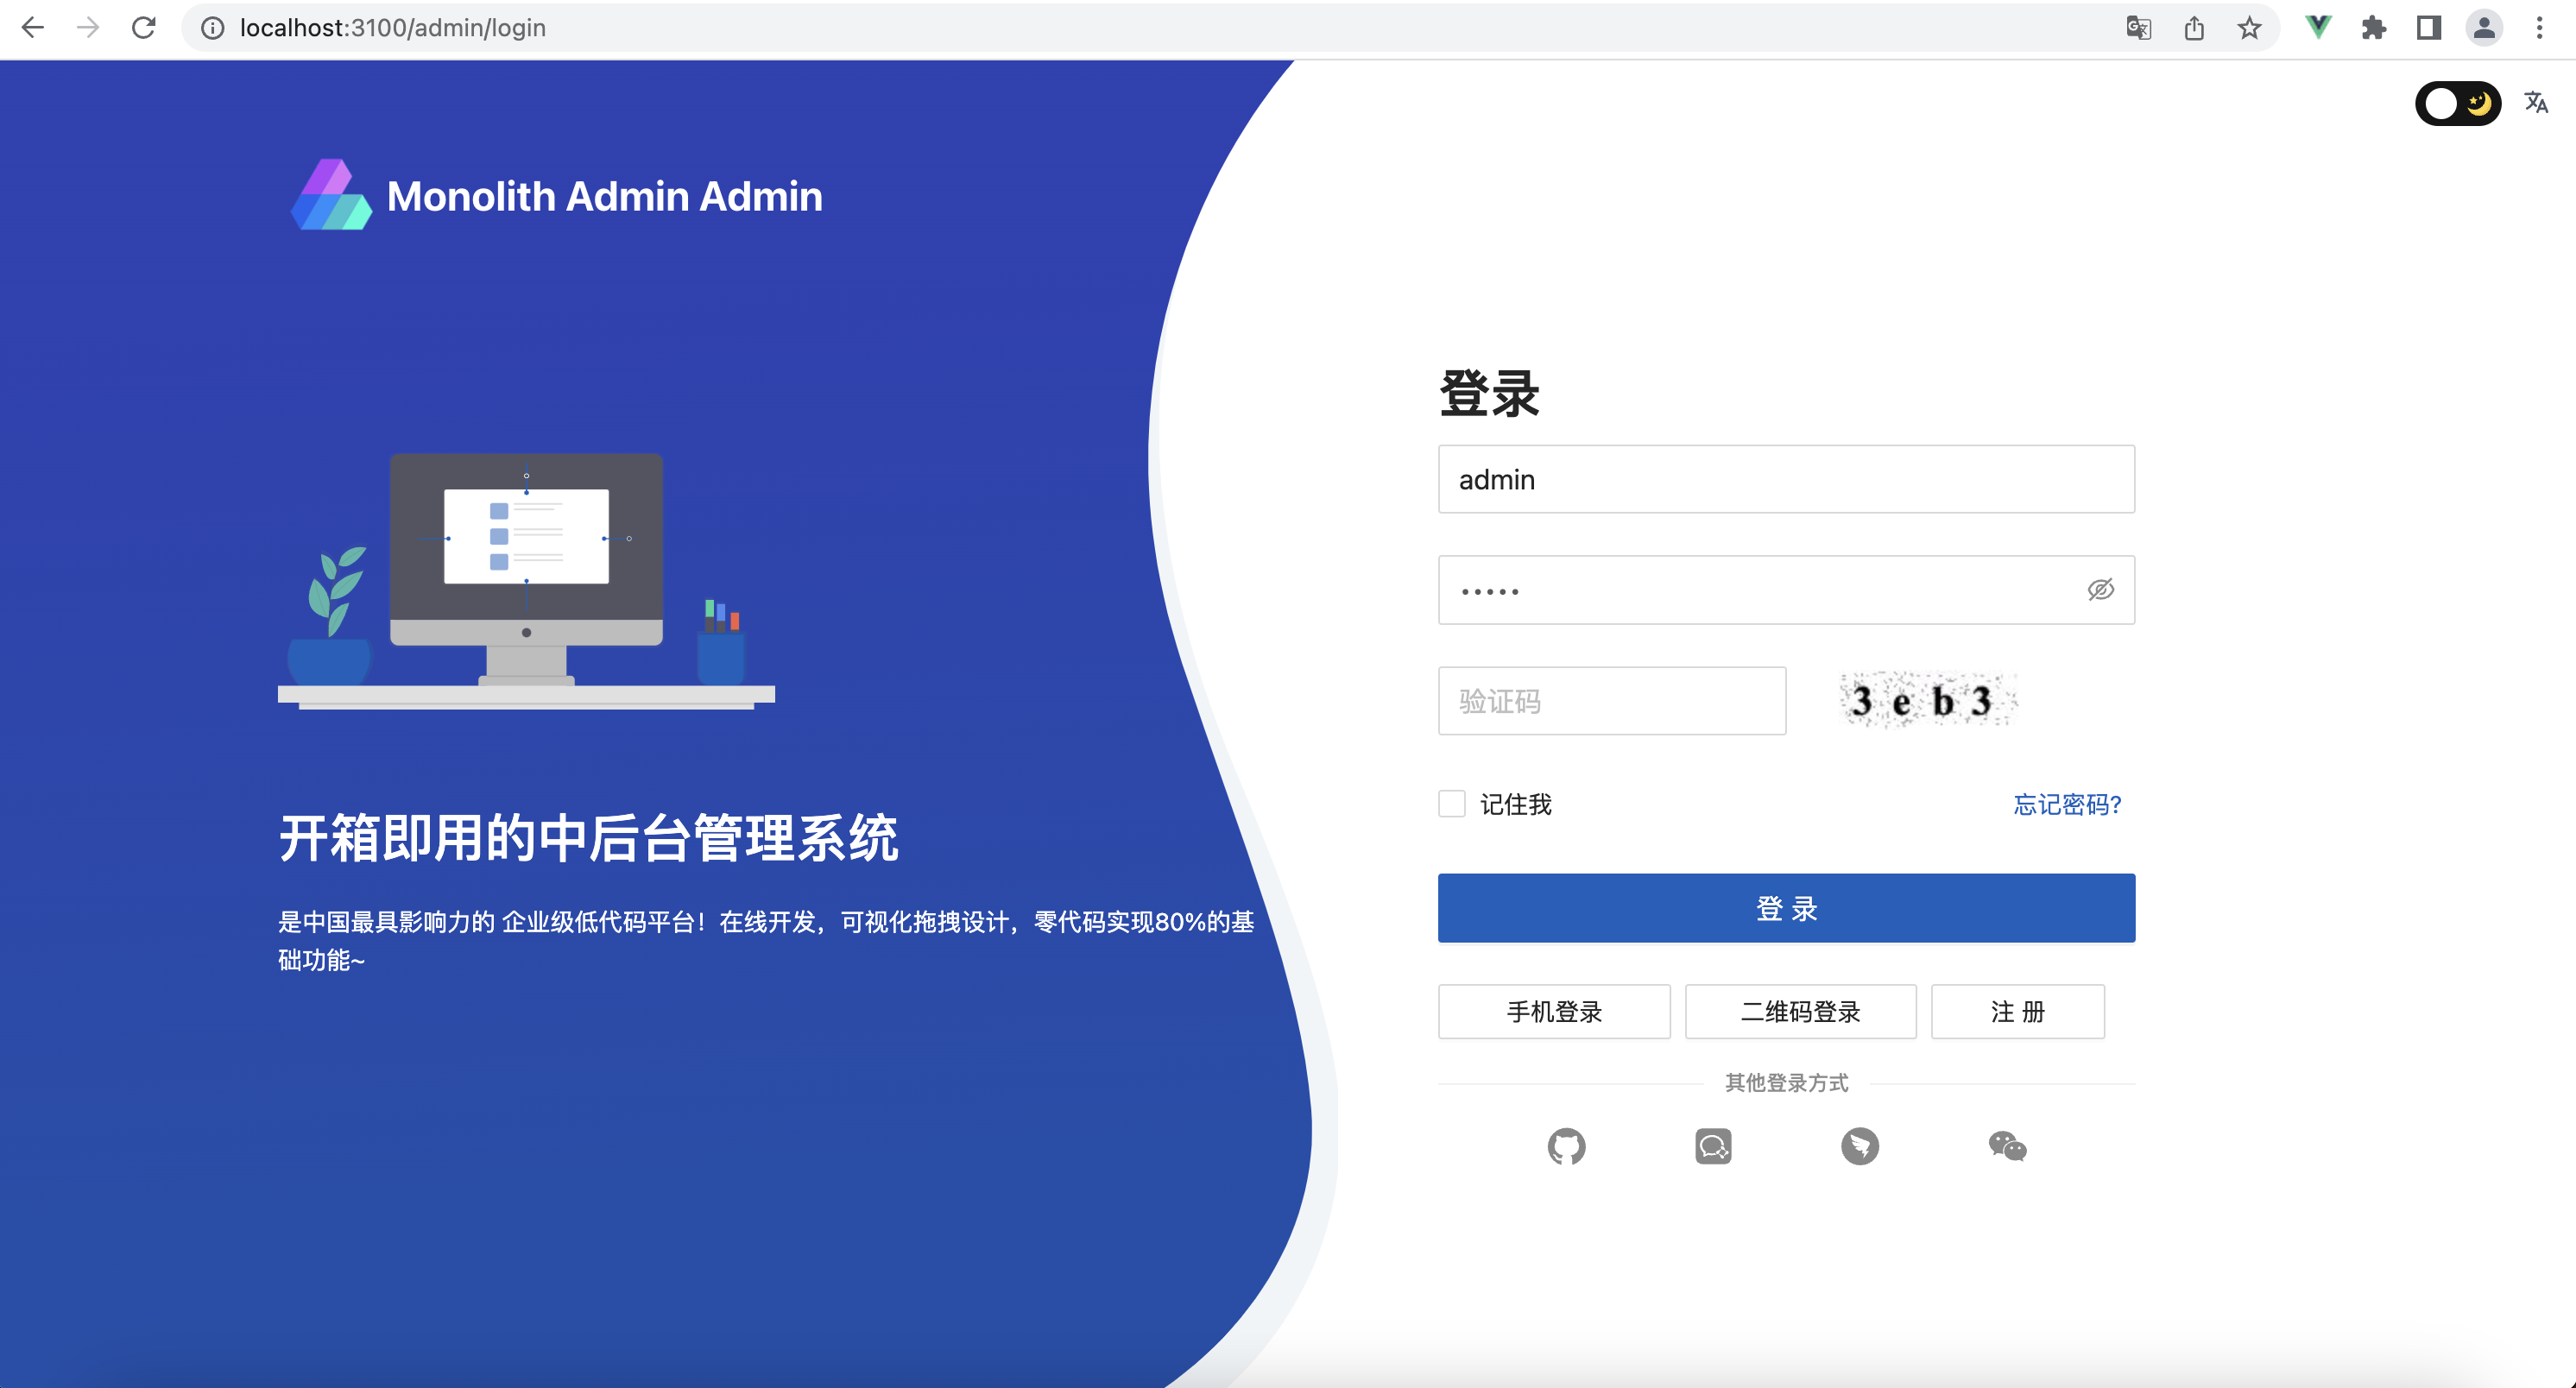 localhost:3100/admin/login
Monolith Admin Admin
开箱即用的中后台管理系统
是中国最具影响力的 企业级低代码平台！在线开发，可视化拖拽设计，零代码实现80%的基
础功能~
登录
admin
•••••
验证码
3eb3
记住我
忘记密码?
登 录
手机登录
二维码登录
注 册
其他登录方式